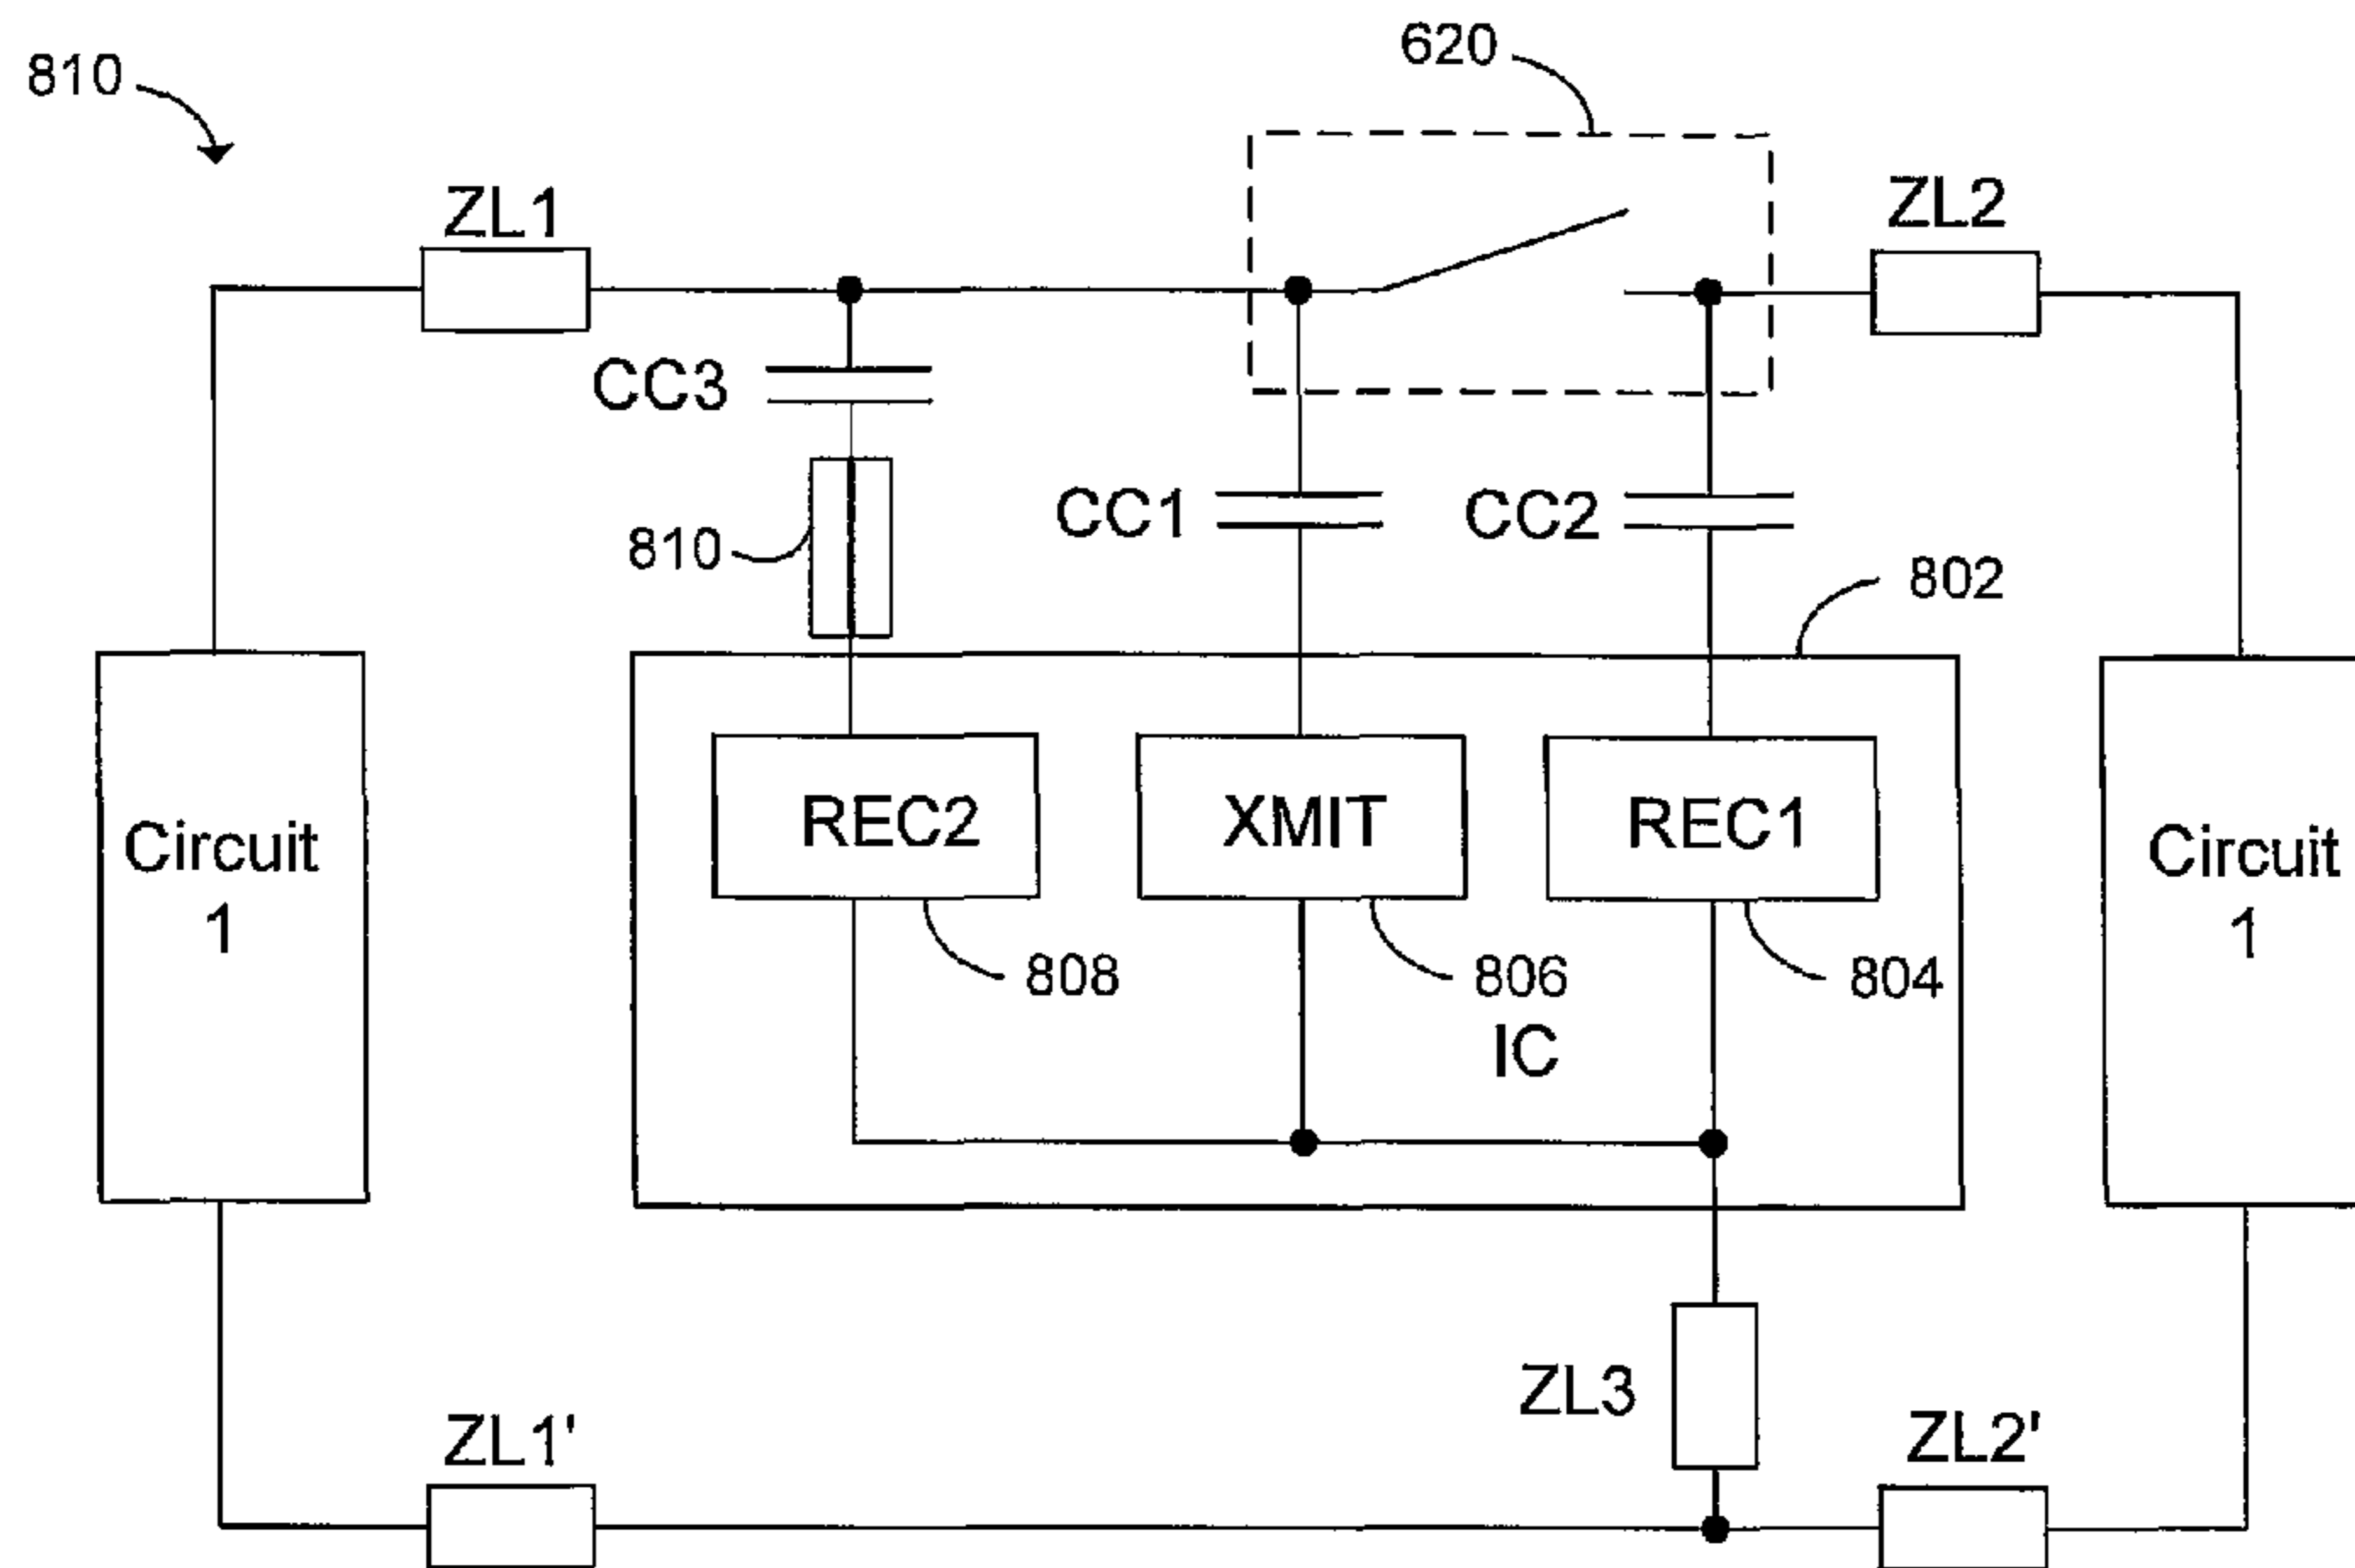 620
810
ZL1
ZL2
CC3
CC1
CC2
810
802
REC2
XMIT
REC1
Circuit
1
Circuit
1
808
806
804
IC
ZL3
ZL1'
ZL2'